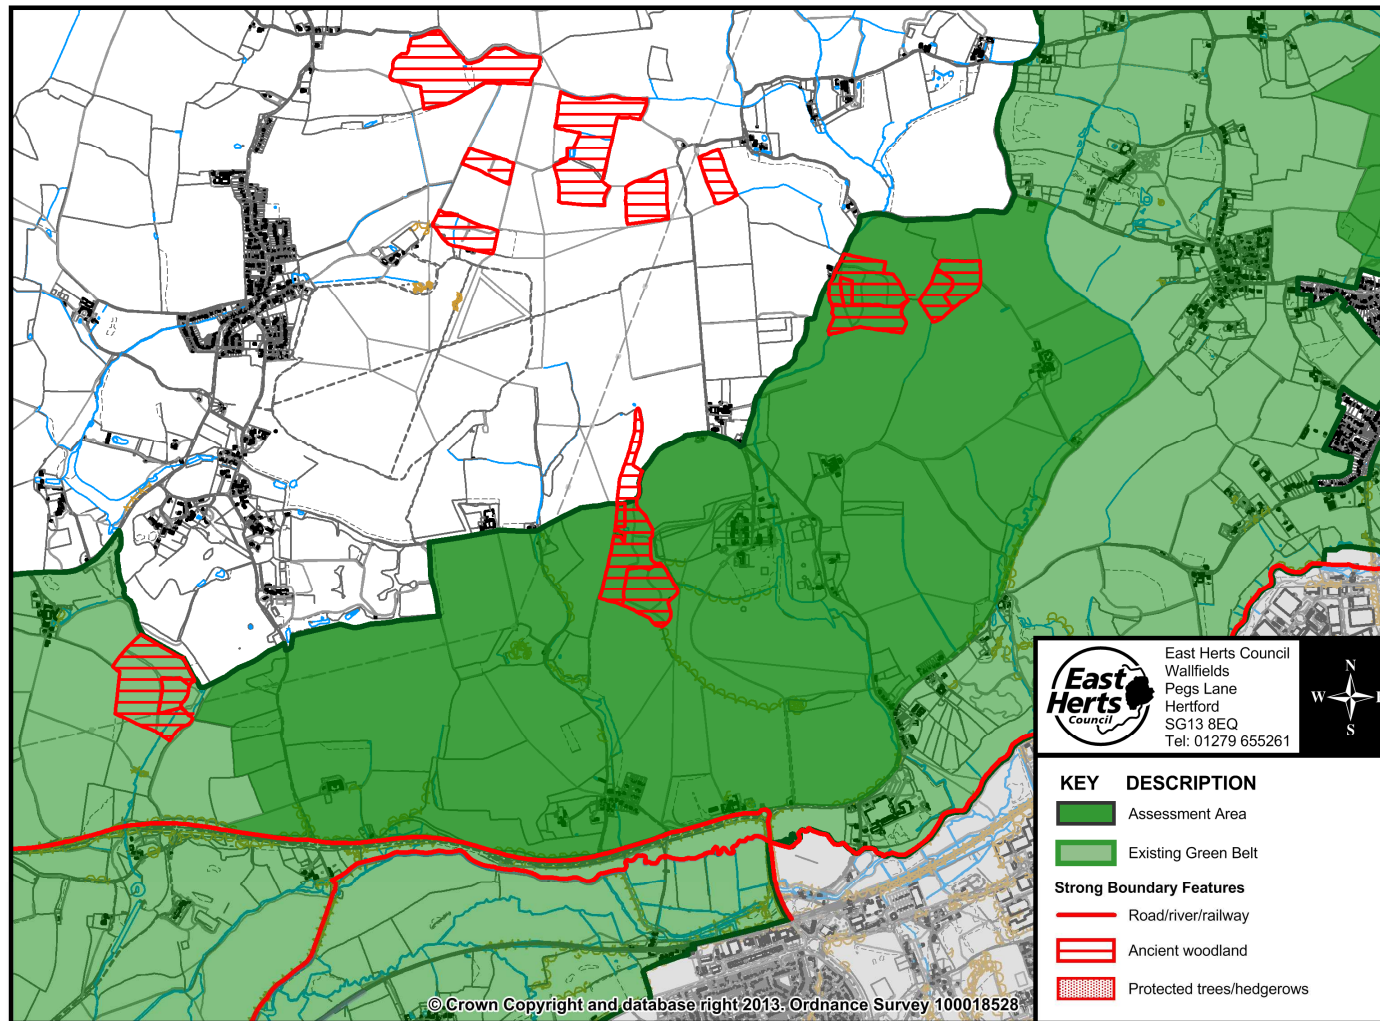 East Herts Council
Wallfields
Pegs Lane
Hertford
SG13 8EQ
Tel: 01279 655261
East
Herts
Council
N
W E
S
KEY DESCRIPTION
Assessment Area
Existing Green Belt
Strong Boundary Features
Road/river/railway
Ancient woodland
Protected trees/hedgerows
© Crown Copyright and database right 2013. Ordnance Survey 100018528